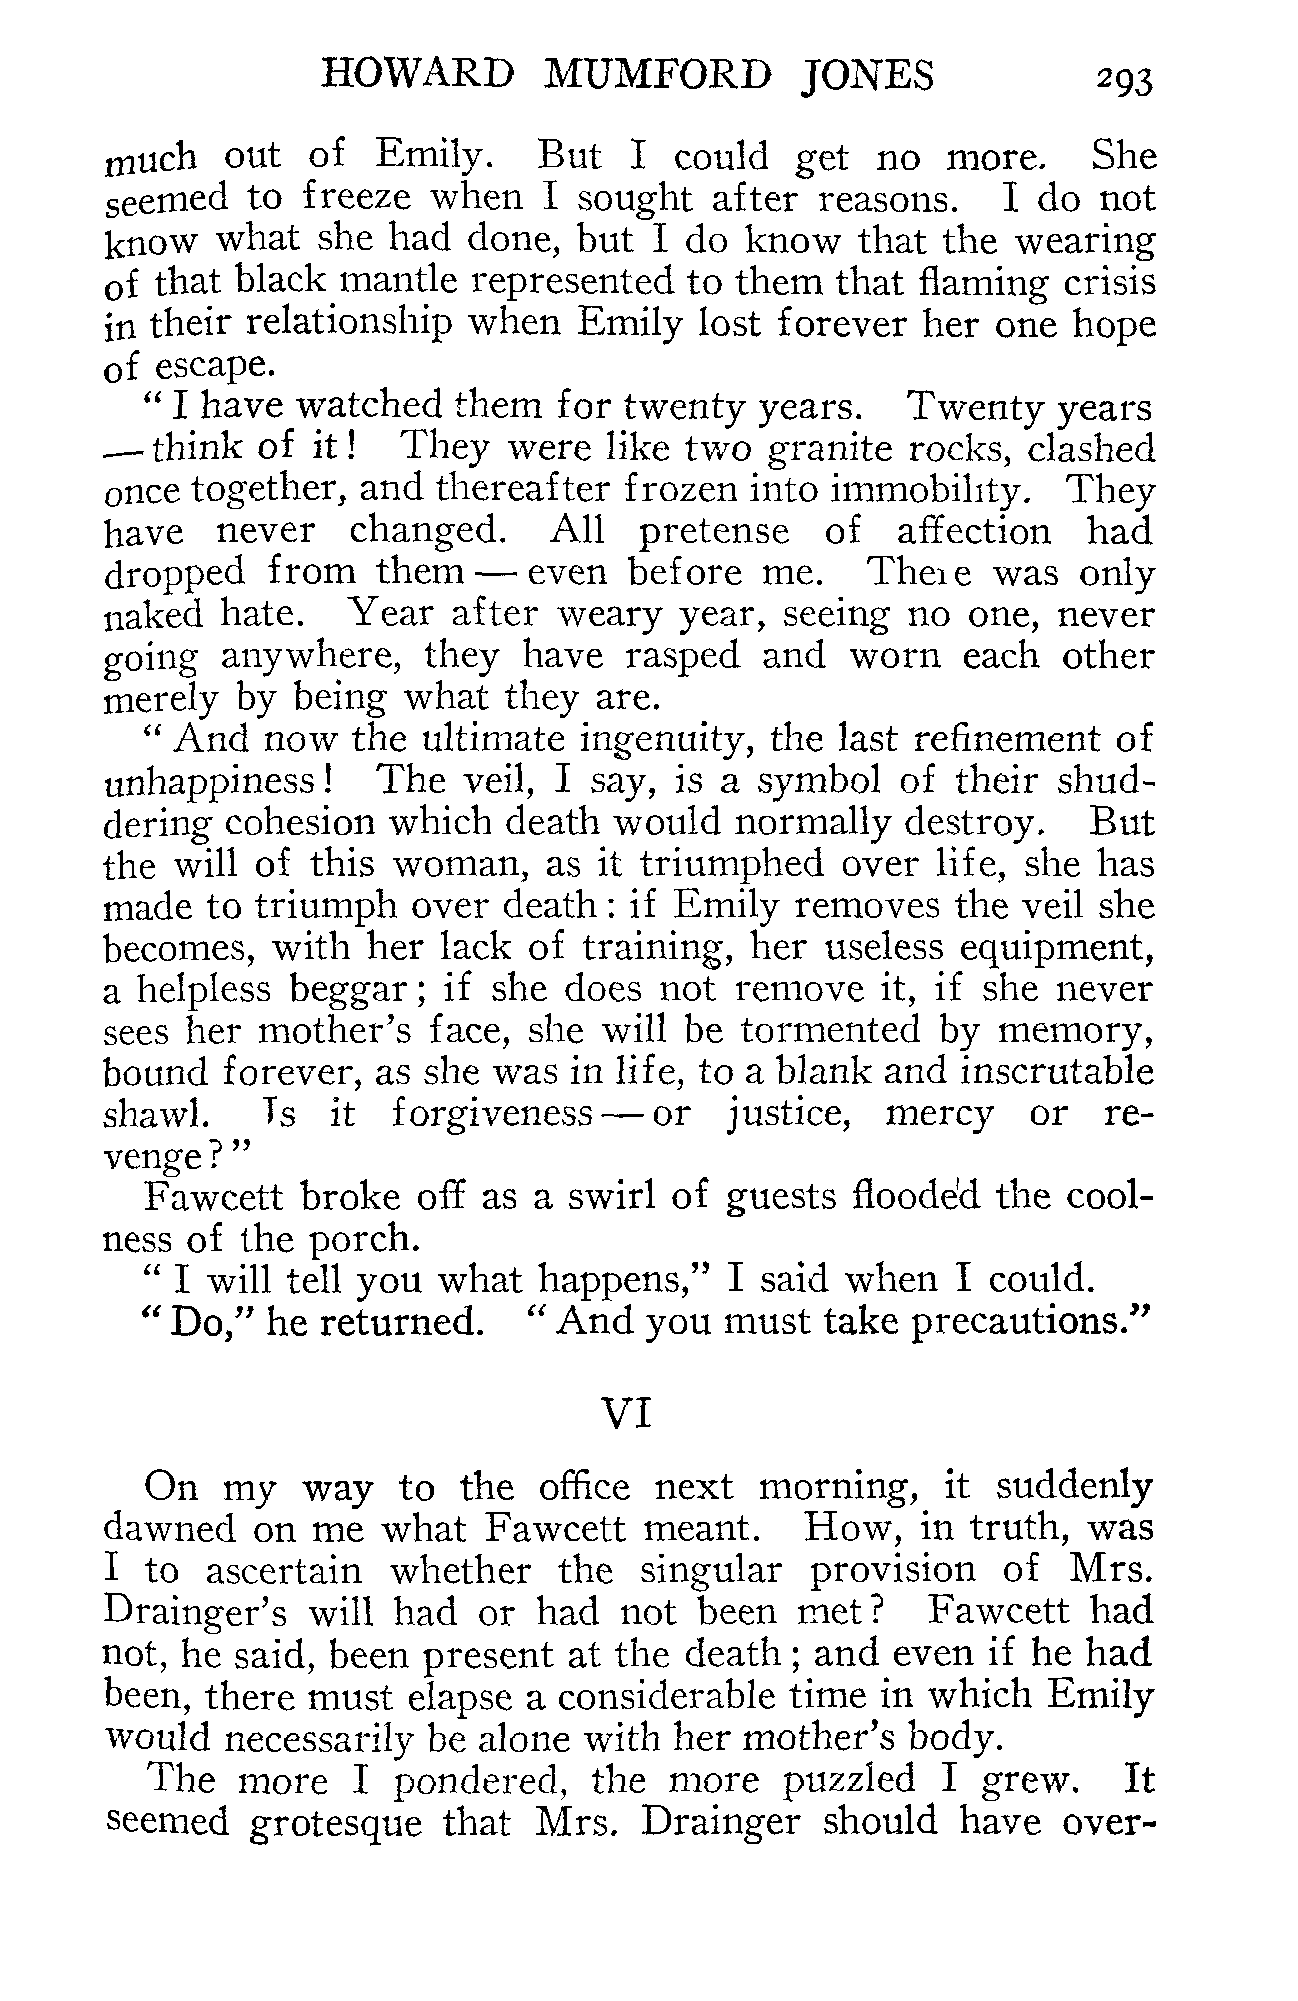 HOWARD MUMFORD JONES 293
much out of Emily. But I could get no more. She
seemed to freeze when I sought after reasons. I do not
know what she had done, but I do know that the wearing
of that black mantle represented to them that flaming crisis
in their relationship when Emily lost forever her one hope
of escape.
“ I have watched them for twenty years. Twenty years
— think of it! They were like two granite rocks, clashed
once together, and thereafter frozen into immobility. They
have never changed. All pretense of affection had
dropped from them — even before me. There was only
naked hate. Year after weary year, seeing no one, never
going anywhere, they have rasped and worn each other
merely by being what they are.
“ And now the ultimate ingenuity, the last refinement of
unhappiness! The veil, I say, is a symbol of their shud-
dering cohesion which death would normally destroy. But
the will of this woman, as it triumphed over life, she has
made to triumph over death: if Emily removes the veil she
becomes, with her lack of training, her useless equipment,
a helpless beggar; if she does not remove it, if she never
sees her mother’s face, she will be tormented by memory,
bound forever, as she was in life, to a blank and inscrutable
shawl. Is it forgiveness — or justice, mercy or re-
venge? ”
Fawcett broke off as a swirl of guests flooded the cool-
ness of the porch.
“ I will tell you what happens,” I said when I could.
“ Do,” he returned. “ And you must take precautions.”
VI
On my way to the office next morning, it suddenly
dawned on me what Fawcett meant. How, in truth, was
I to ascertain whether the singular provision of Mrs.
Drainger’s will had or had not been met? Fawcett had
not, he said, been present at the death; and even if he had
been, there must elapse a considerable time in which Emily
would necessarily be alone with her mother’s body.
The more I pondered, the more puzzled I grew. It
seemed grotesque that Mrs. Drainger should have over-